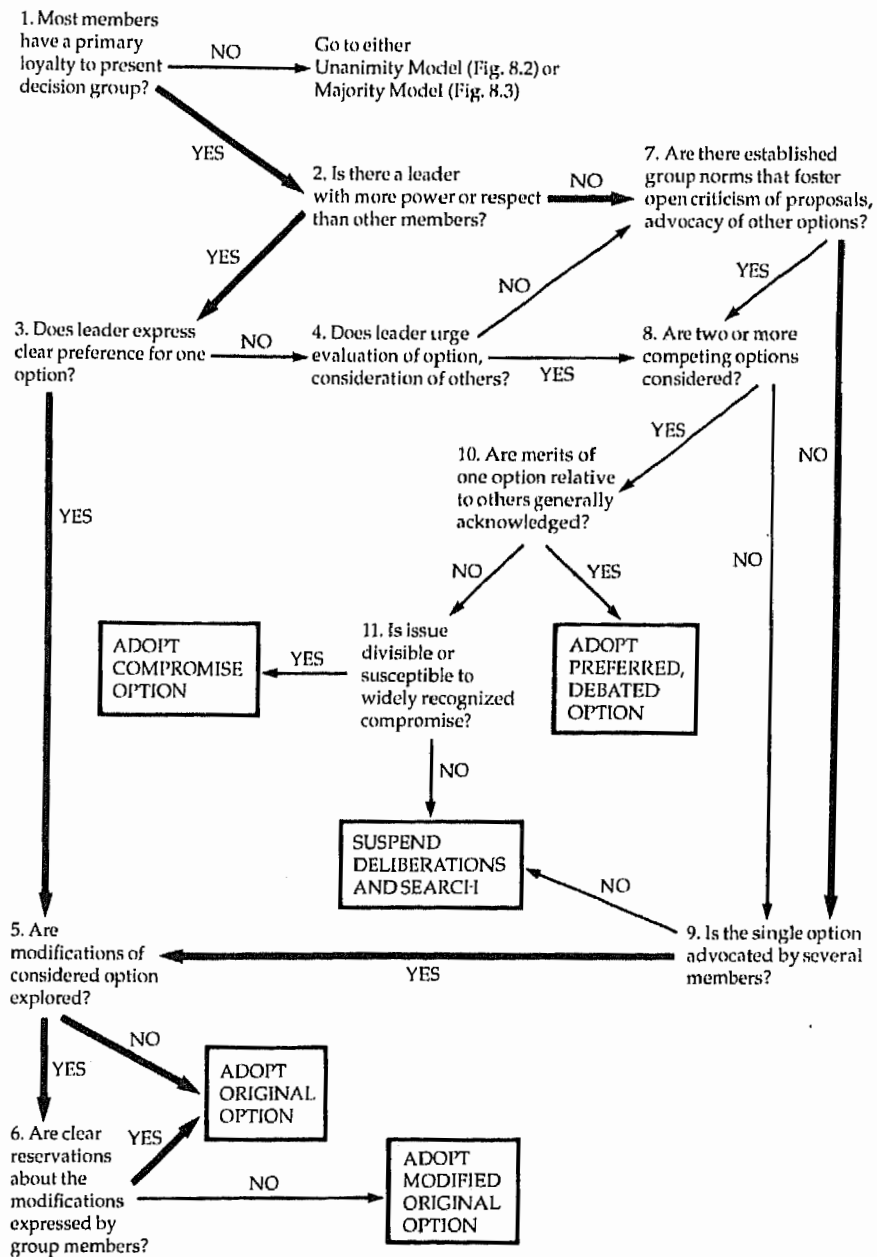 1. Most members
have a primary
loyalty to present
decision group?
NO
Go to either
Unanimity Model (Fig. 8.2) or
Majority Model (Fig. 8.3)
YES
2. Is there a leader
with more power or respect
than other members?
NO
7. Are there established
group norms that foster
open criticism of proposals,
advocacy of other options?
YES
NO
YES
3. Does leader express
clear preference for one
option?
NO
4. Does leader urge
evaluation of option,
consideration of others?
YES
8. Are two or more
competing options
considered?
YES
NO
10. Are merits of
one option relative
to others generally
acknowledged?
YES
NO
NO
YES
ADOPT
COMPROMISE
OPTION
YES
11. Is issue
divisible or
susceptible to
widely recognized
compromise?
ADOPT
PREFERRED,
DEBATED
OPTION
NO
SUSPEND
DELIBERATIONS
AND SEARCH
NO
5. Are
modifications of
considered option
explored?
YES
9. Is the single option
advocated by several
members?
NO
YES
ADOPT
ORIGINAL
OPTION
6. Are clear
reservations
about the
modifications
expressed by
group members?
YES
NO
ADOPT
MODIFIED
ORIGINAL
OPTION